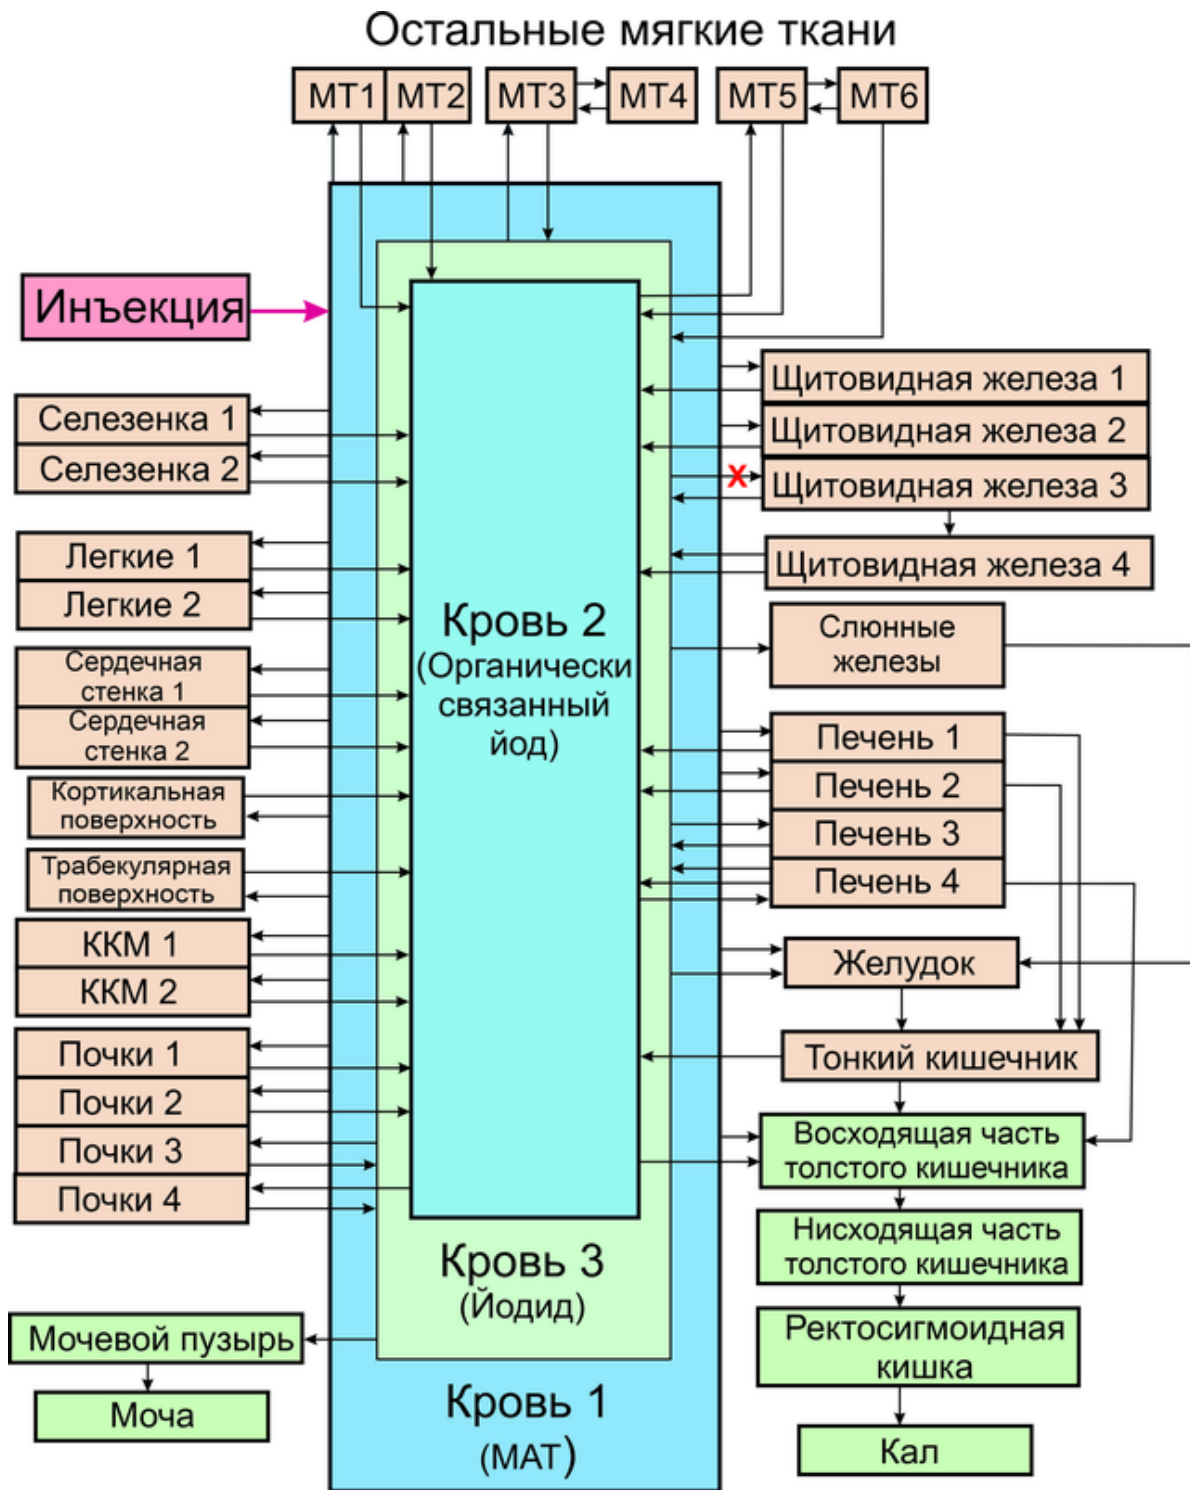 Остальные мягкие ткани
МТ1 МТ2 МТ3 МТ4 МТ5 МТ6
Инъекция
Селезенка 1
Селезенка 2
Легкие 1
Легкие 2
Сердечная
стенка 1
Сердечная
стенка 2
Кортикальная
поверхность
Трабекулярная
поверхность
ККМ 1
ККМ 2
Почки 1
Почки 2
Почки 3
Почки 4
Мочевой пузырь
Моча
Кровь 2
(Органически
связанный
йод)
Кровь 3
(Йодид)
Кровь 1
(МАТ)
Щитовидная железа 1
Щитовидная железа 2
X
Щитовидная железа 3
Щитовидная железа 4
Слюнные
железы
Печень 1
Печень 2
Печень 3
Печень 4
Желудок
Тонкий кишечник
Восходящая часть
толстого кишечника
Нисходящая часть
толстого кишечника
Ректосигмоидная
кишка
Кал